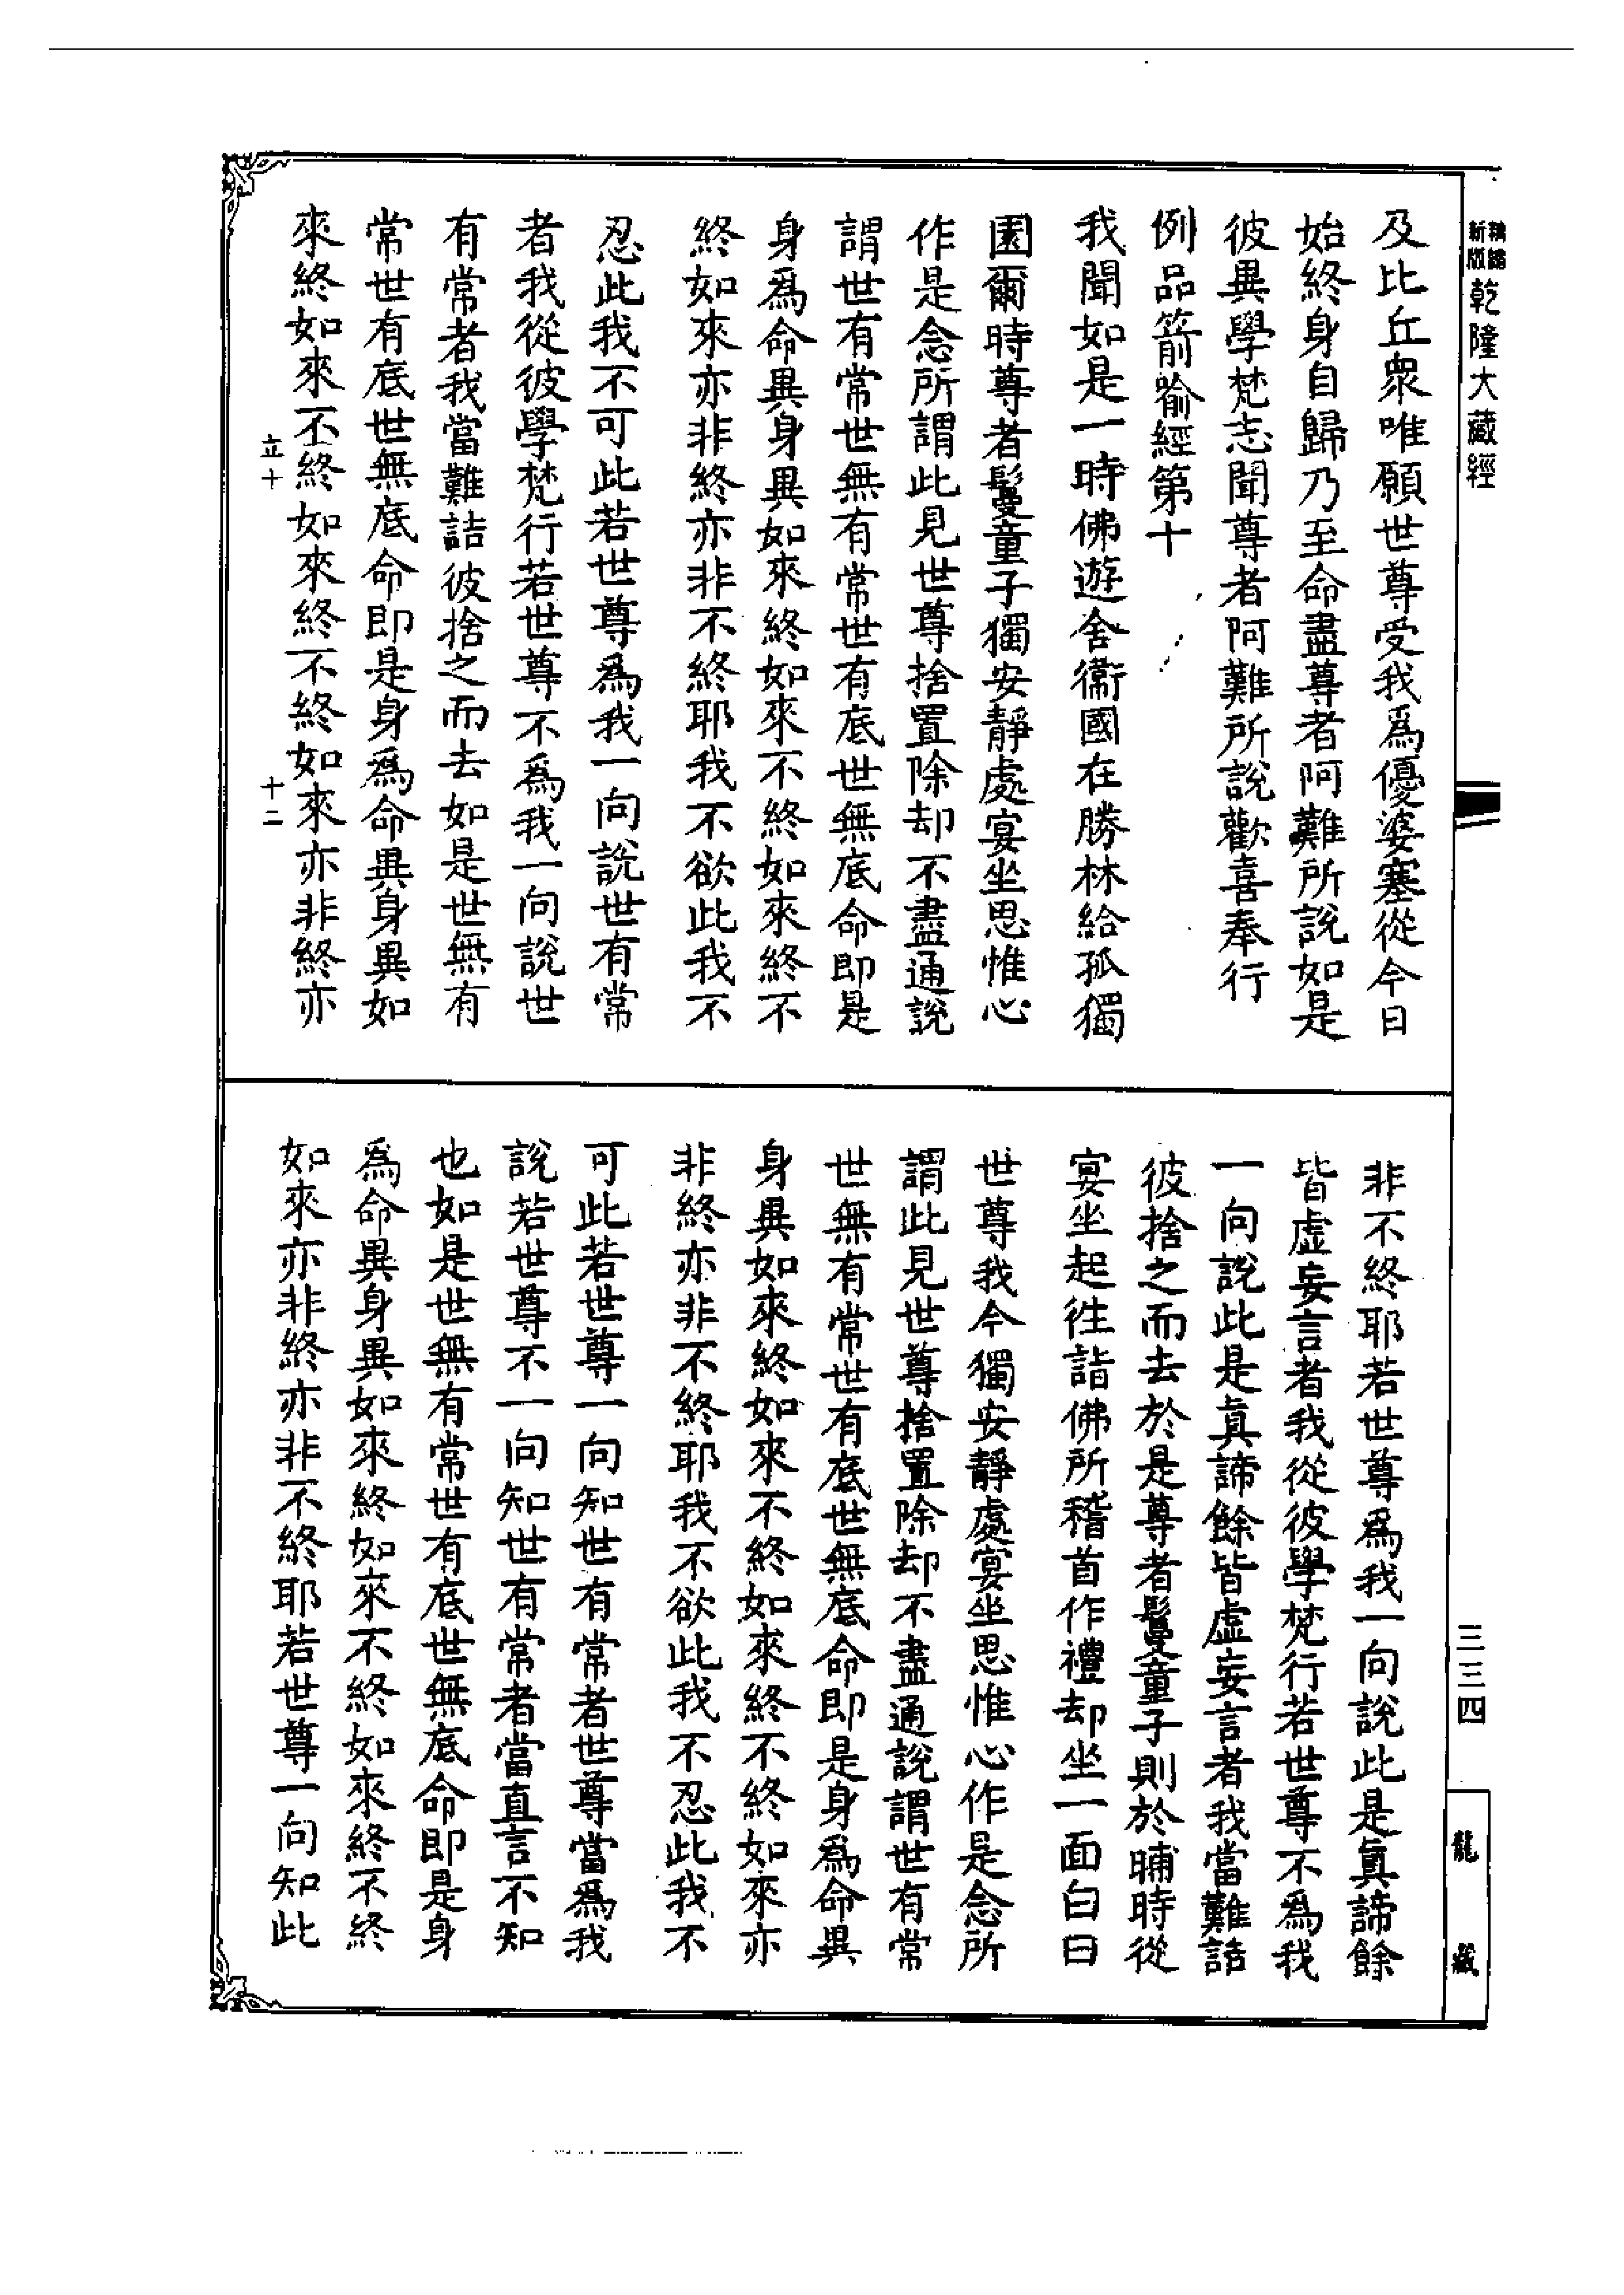 精縮新版乾隆大藏經
及比丘衆唯願世尊受我爲優婆塞從今日
始終身自歸乃至命盡尊者阿難所說如是
彼異學梵志聞尊者阿難所說歡喜奉行
例品箭喻經第十
我聞如是一時佛遊舍衞國在勝林給孤獨
園爾時尊者鬘童子獨安靜處宴坐思惟心
作是念所謂此見世尊捨置除却不盡通說
謂世有常世無有常世有底世無底命即是
身爲命異身異如來終如來不終如來終不
終如來亦非終亦非不終耶我不欲此我不
忍此我不可此若世尊爲我一向說世有常
者我從彼學梵行若世尊不爲我一向說世
有常者我當難詰彼捨之而去如是世無有
常世有底世無底命即是身爲命異身異如
來終如來不終如來終不終如來亦非終亦
立十 十二
非不終耶若世尊爲我一向說此是眞諦餘
皆虛妄言者我從彼學梵行若世尊不爲我
一向說此是眞諦餘皆虛妄言者我當難詰
彼捨之而去於是尊者鬘童子則於晡時從
宴坐起往詣佛所稽首作禮却坐一面白曰
世尊我今獨安靜處宴坐思惟心作是念所
謂此見世尊捨置除却不盡通說謂世有常
世無有常世有底世無底命即是身爲命異
身異如來終如來不終如來終不終如來亦
非終亦非不終耶我不欲此我不忍此我不
可此若世尊一向知世有常者世尊當爲我
說若世尊不一向知世有常者當直言不知
也如是世無有常世有底世無底命即是身
爲命異身異如來終如來不終如來終不終
如來亦非終亦非不終耶若世尊一向知此
三三四
龍藏